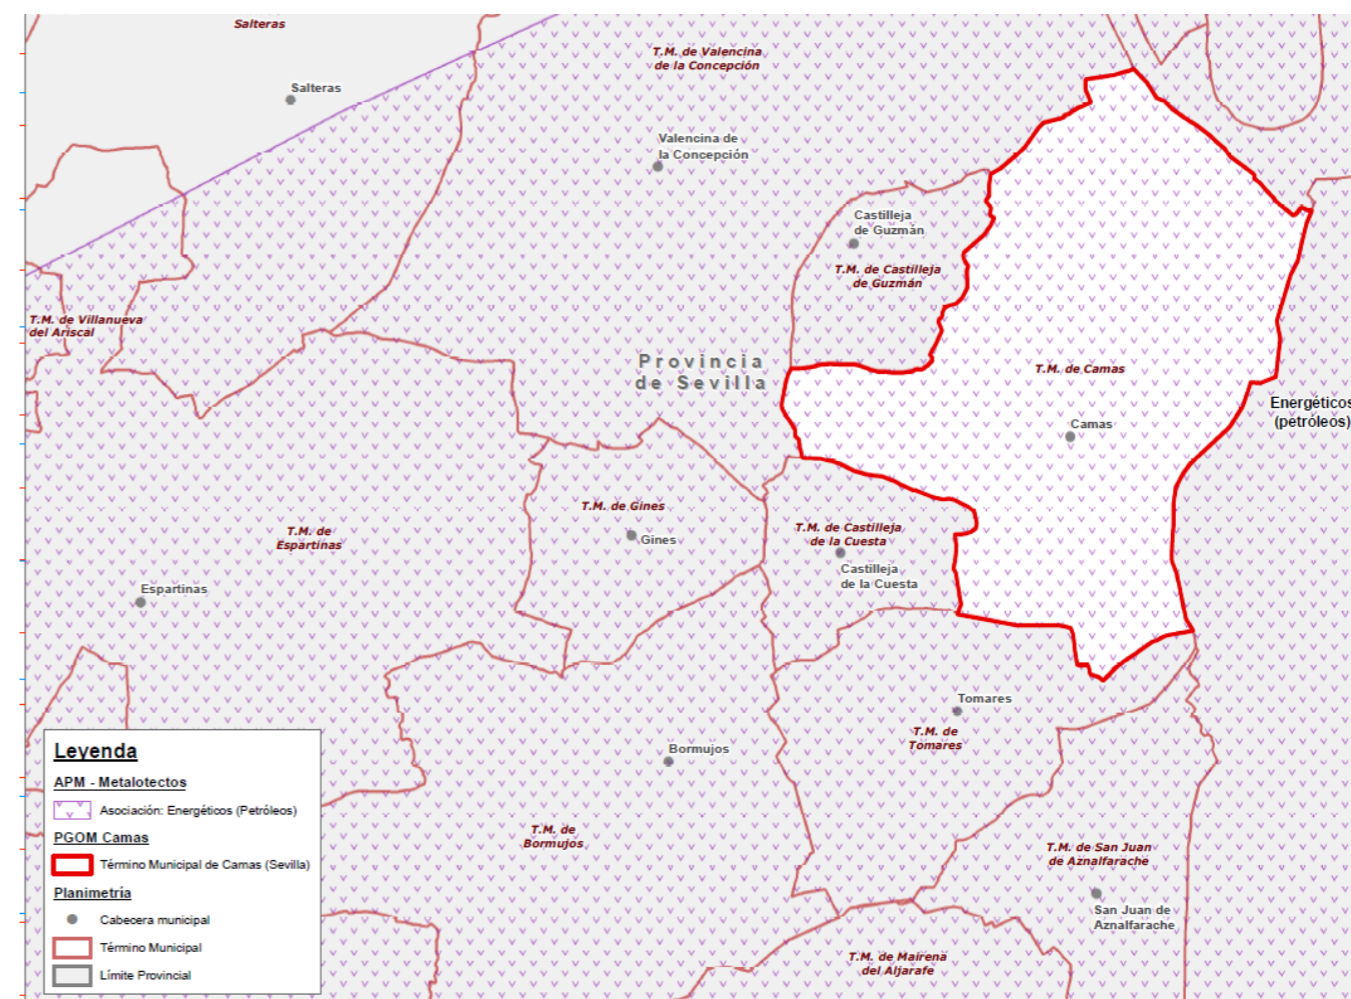 Salteras
Salteras
T.M. de Valencina
de la Concepción
Valencina de
la Concepción
Castilleja
de Guzmán
T.M. de Castilleja
de Guzmán
T.M. de Villanueva
del Ariscal
Provincia
de Sevilla
T.M. de Camas
Camas
Energéticos
(petróleos)
T.M. de Gines
Gines
T.M. de
Espartinas
Espartinas
T.M. de Castilleja
de la Cuesta
Castilleja
de la Cuesta
Tomares
T.M. de
Tomares
Bormujos
T.M. de
Bormujos
T.M. de San Juan
de Aznalfarache
San Juan de
Aznalfarache
T.M. de Mairena
del Aljarafe
Leyenda
APM - Metalotectos
Asociación: Energéticos (Petróleos)
PGOM Camas
Término Municipal de Camas (Sevilla)
Planimetría
Cabecera municipal
Término Municipal
Límite Provincial